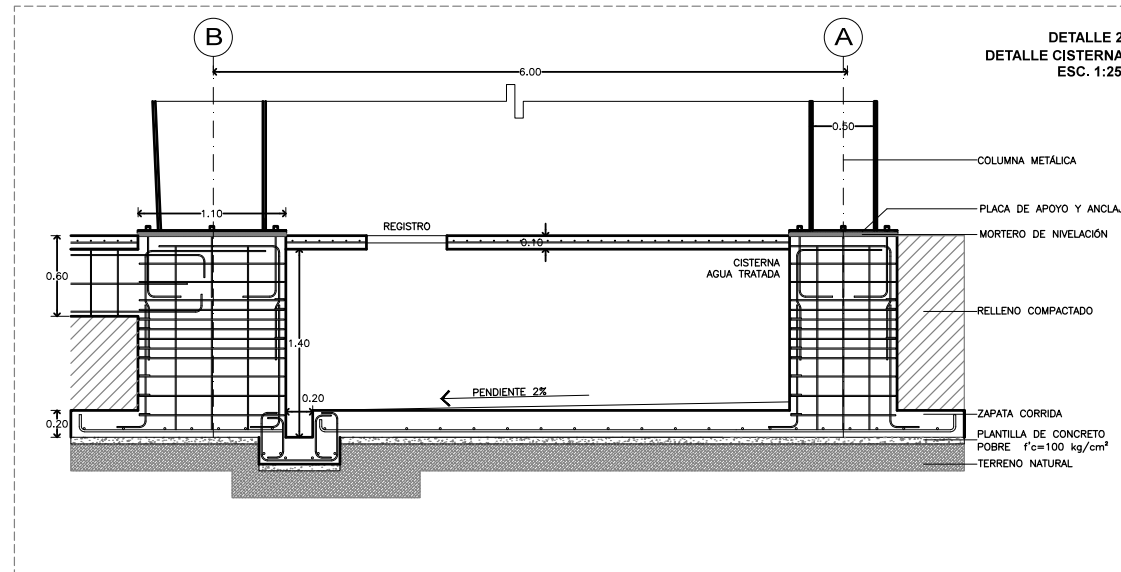 B
A
DETALLE 2
DETALLE CISTERNA
ESC. 1:25
6.00
0.50
COLUMNA METÁLICA
1.10
PLACA DE APOYO Y ANCLAJ
REGISTRO
MORTERO DE NIVELACIÓN
0.10
0.60
CISTERNA
AGUA TRATADA
RELLENO COMPACTADO
1.40
PENDIENTE 2%
0.20
0.20
ZAPATA CORRIDA
PLANTILLA DE CONCRETO
POBRE f'c=100 kg/cm²
TERRENO NATURAL